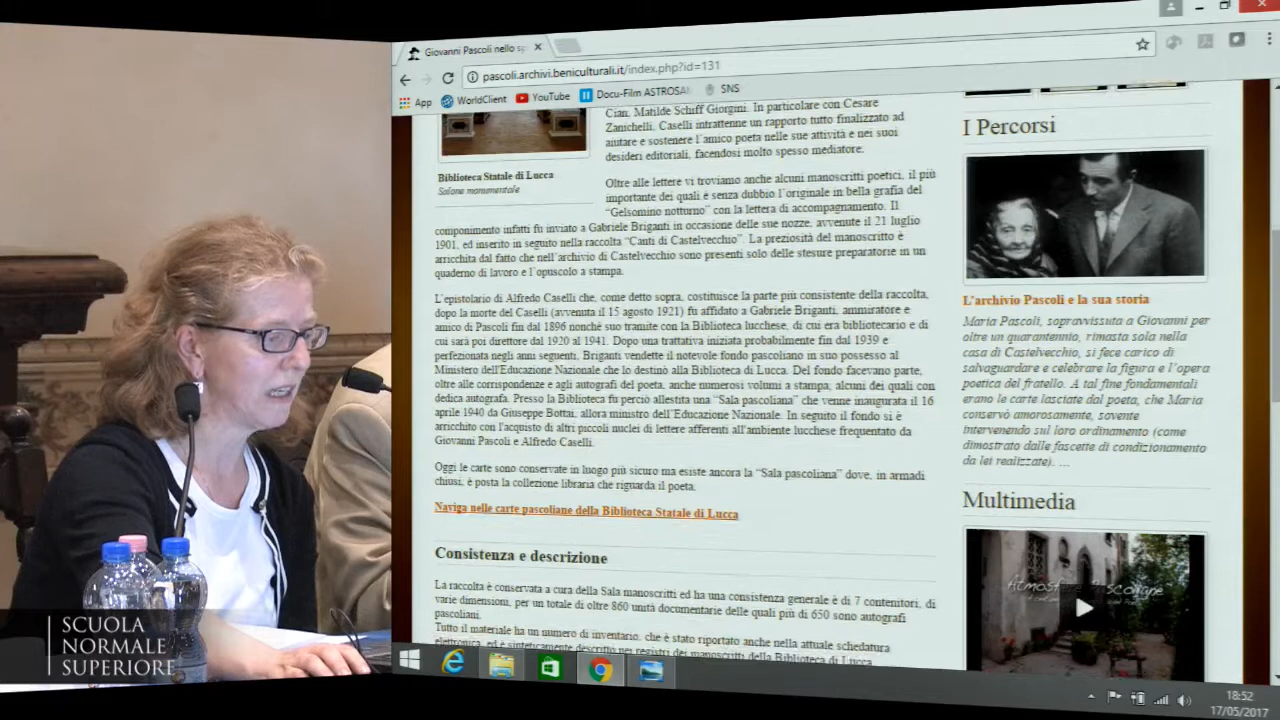 Giovanni Pascoli nello s
pascoli.archivi.beniculturali.it/index.php?id=131
App WorldClient YouTube Docu-Film ASTROSA SNS
Biblioteca Statale di Lucca
Salone monumentale
Cian, Matilde Schiff Giorgini. In particolare con Cesare
Zanichelli, Caselli intrattenne un rapporto tutto finalizzato ad
aiutare e sostenere l'amico poeta nelle sue attività e nei suoi
desideri editoriali, facendosi molto spesso mediatore.
Oltre alle lettere vi troviamo anche alcuni manoscritti poetici, il più
importante dei quali è senza dubbio l'originale in bella grafia del
“Gelsomino notturno” con la lettera di accompagnamento. Il
componimento infatti fu inviato a Gabriele Briganti in occasione delle sue nozze, avvenute il 21 luglio
1901, ed inserito in seguito nella raccolta “Canti di Castelvecchio”. La preziosità del manoscritto è
arricchita dal fatto che nell'archivio di Castelvecchio sono presenti solo delle stesure preparatorie in un
quaderno di lavoro e l'opuscolo a stampa.
L'epistolario di Alfredo Caselli che, come detto sopra, costituisce la parte più consistente della raccolta,
dopo la morte del Caselli (avvenuta il 15 agosto 1921) fu affidato a Gabriele Briganti, ammiratore e
amico di Pascoli fin dal 1896 nonché suo tramite con la Biblioteca lucchese, di cui era bibliotecario e di
cui sarà poi direttore dal 1920 al 1941. Dopo una trattativa iniziata probabilmente fin dal 1939 e
perfezionata negli anni seguenti, Briganti vendette il notevole fondo pascoliano in suo possesso al
Ministero dell'Educazione Nazionale che lo destinò alla Biblioteca di Lucca. Del fondo facevano parte,
oltre alle corrispondenze e agli autografi del poeta, anche numerosi volumi a stampa, alcuni dei quali con
dedica autografa. Presso la Biblioteca fu perciò allestita una “Sala pascoliana” che venne inaugurata il 16
aprile 1940 da Giuseppe Bottai, allora ministro dell'Educazione Nazionale. In seguito il fondo si è
arricchito con l'acquisto di altri piccoli nuclei di lettere afferenti all'ambiente lucchese frequentato da
Giovanni Pascoli e Alfredo Caselli.
Oggi le carte sono conservate in luogo più sicuro ma esiste ancora la “Sala pascoliana” dove, in armadi
chiusi, è posta la collezione libraria che riguarda il poeta.
Naviga nelle carte pascoliane della Biblioteca Statale di Lucca
Consistenza e descrizione
La raccolta è conservata a cura della Sala manoscritti ed ha una consistenza generale è di 7 contenitori, di
varie dimensioni, per un totale di oltre 860 unità documentarie delle quali più di 650 sono autografi
pascoliani.
Tutto il materiale ha un numero di inventario, che è stato riportato anche nella attuale schedatura
elettronica, ed è sinteticamente descritto nei registri dei manoscritti della Biblioteca di Lucca
I Percorsi
L'archivio Pascoli e la sua storia
Maria Pascoli, sopravvissuta a Giovanni per
oltre un quarantennio, rimasta sola nella
casa di Castelvecchio, si fece carico di
salvaguardare e celebrare la figura e l'opera
poetica del fratello. A tal fine fondamentali
erano le carte lasciate dal poeta, che Maria
conservò amorosamente, sovente
intervenendo sul loro ordinamento (come
dimostrato dalle fascette di condizionamento
da lei realizzate). ...
Multimedia
18:52
17/05/2017
SCUOLA
NORMALE
SUPERIORE